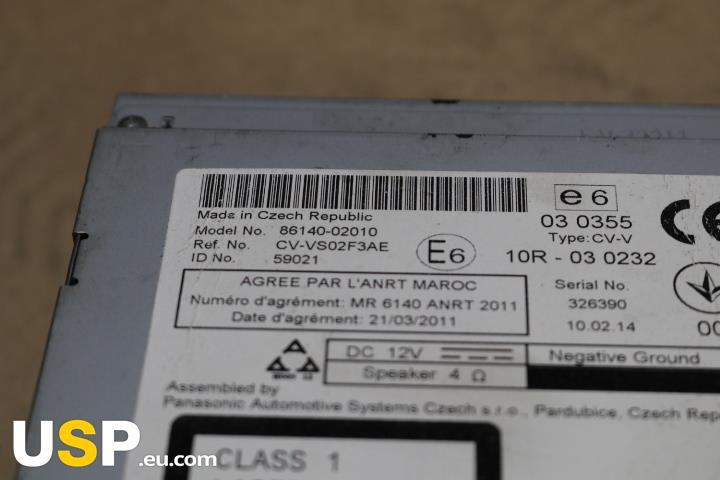 Made in Czech Republic
Model No. 86140-02010
Ref. No. CV-VS02F3AE
ID No. 59021
E6
e6
03 0355
Type: CV-V
10R - 03 0232
CE
AGREE PAR L'ANRT MAROC
Numéro d'agrément: MR 6140 ANRT 2011
Date d'agrément: 21/03/2011
Serial No.
326390
10.02.14
00
DC 12V
Negative Ground
Speaker 4 Ω
Assembled by
Panasonic Automotive Systems Czech s.r.o., Pardubice, Czech Rep
CLASS 1
USP.eu.com